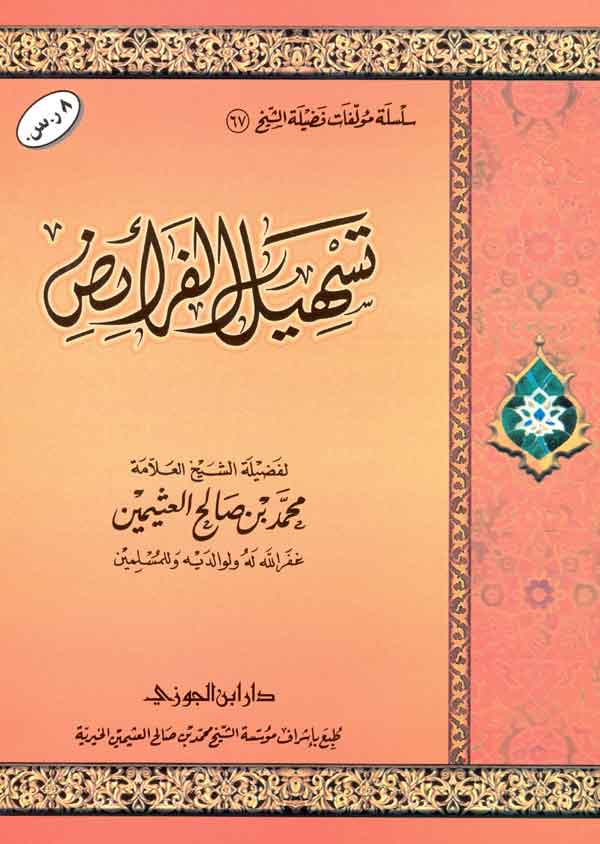 ٨ ر.س.
سلسلة مؤلفات فضيلة الشيخ (٦٧)
تسهيل الفرائض
لفضيلة الشيخ العلامة
محمد بن صالح العثيمين
غفر الله له ولوالديه وللمسلمين
دار ابن الجوزي
طبع بإشراف مؤسسة الشيخ محمد بن صالح العثيمين الخيرية